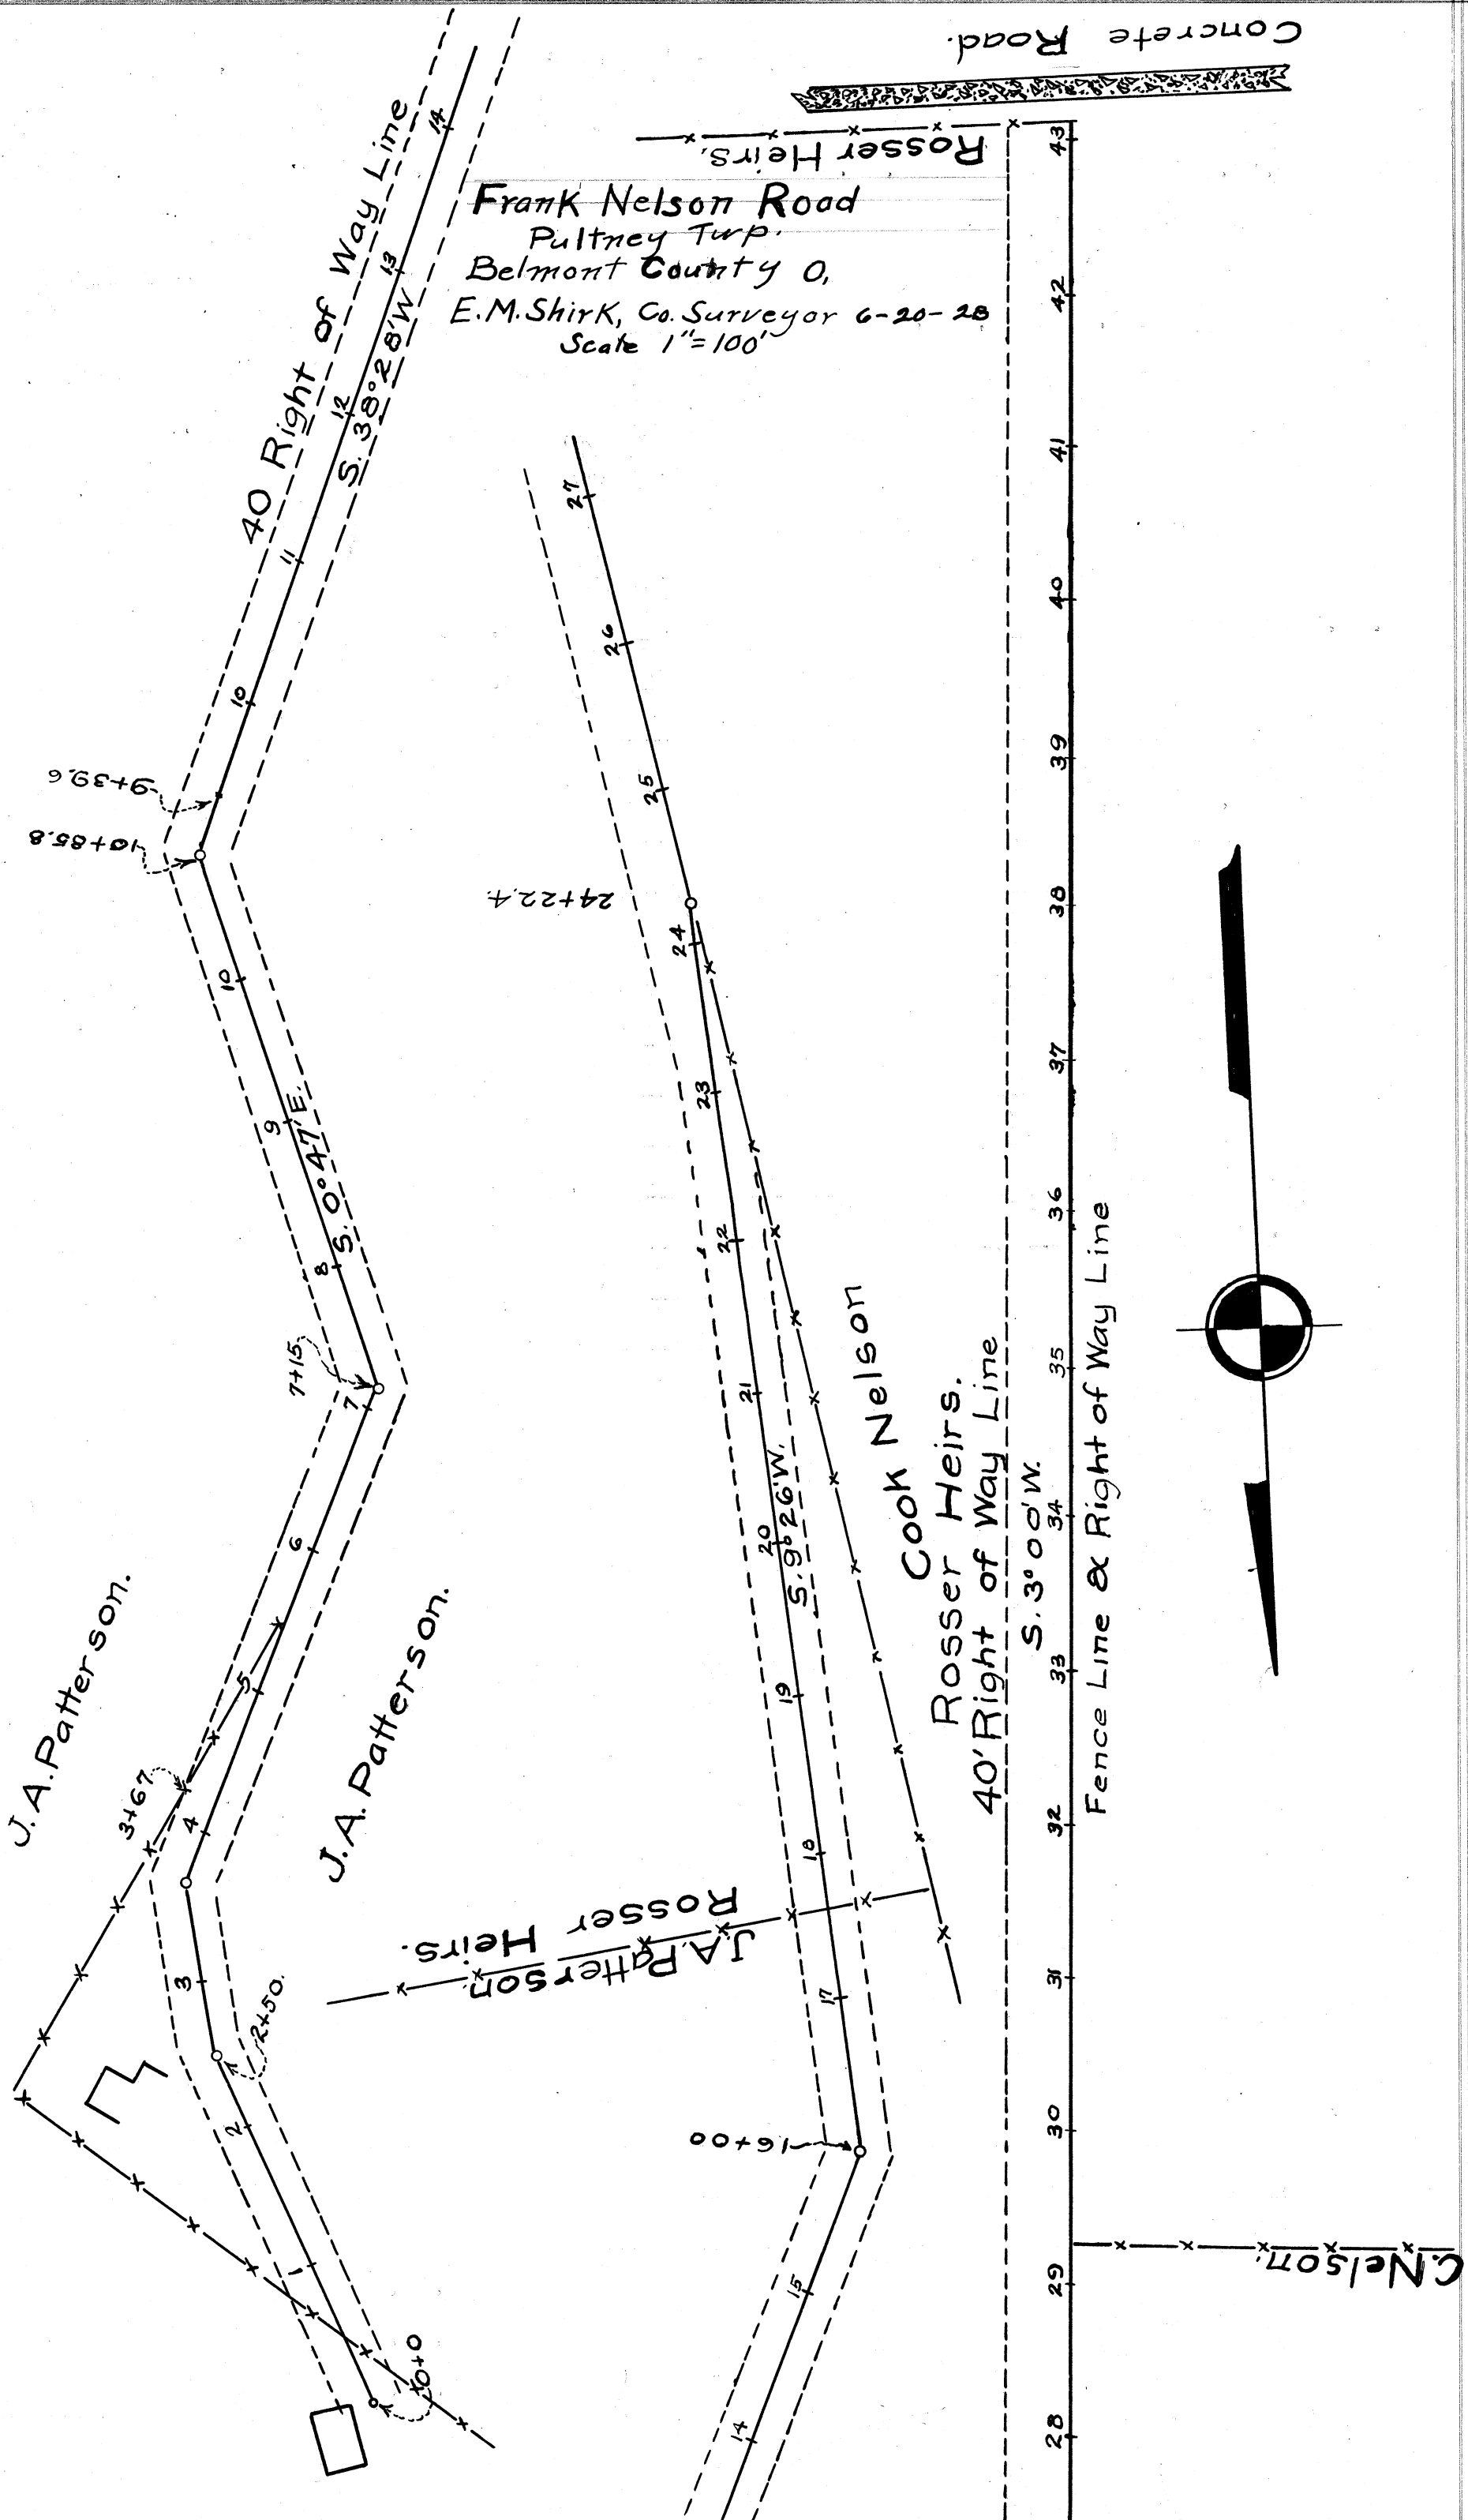 Concrete Road.
Rosser Heirs.
Frank Nelson Road
Pultney Twp.
Belmont County O,
E.M.Shirk, Co. Surveyor 6-20-28
Scale 1"=100'
40 Right of Way Line
S. 38°28'W
14
13
12
11
10
9+39.6
10+85.8
10
9
S. 0°47'E.
8
7+15
7
6
5
J.A.Patterson.
J.A.Patterson.
3+67
4
3
2+50.
2
1
0+0
27
26
25
24+22.4
24
23
22
21
20
S. 9°26'W.
19
18
17
16+00
15
14
Cook Nelson
Rosser Heirs.
J.A.Patterson.
Rosser Heirs.
40' Right of Way Line
S. 3°00'W.
Fence Line & Right of Way Line
43
42
41
40
39
38
37
36
35
34
33
32
31
30
29
28
C.Nelson.